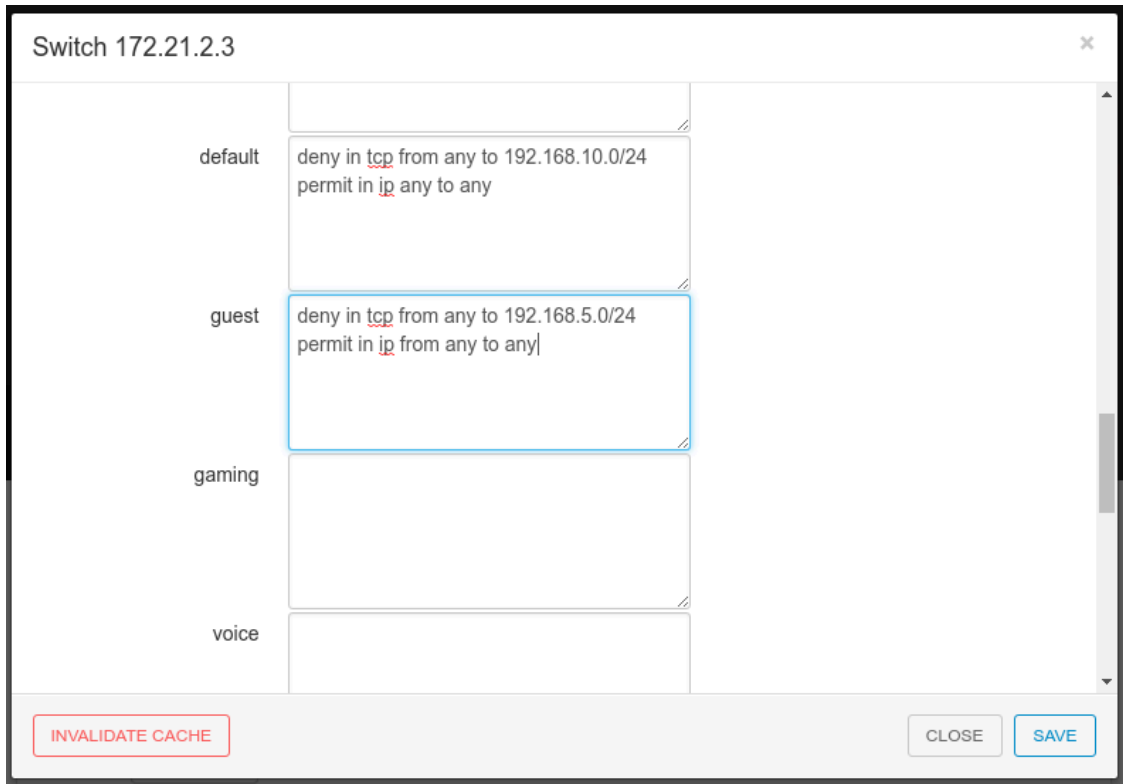 Switch 172.21.2.3
×
default
deny in tcp from any to 192.168.10.0/24
permit in ip any to any
guest
deny in tcp from any to 192.168.5.0/24
permit in ip from any to any
gaming
voice
INVALIDATE CACHE
CLOSE
SAVE